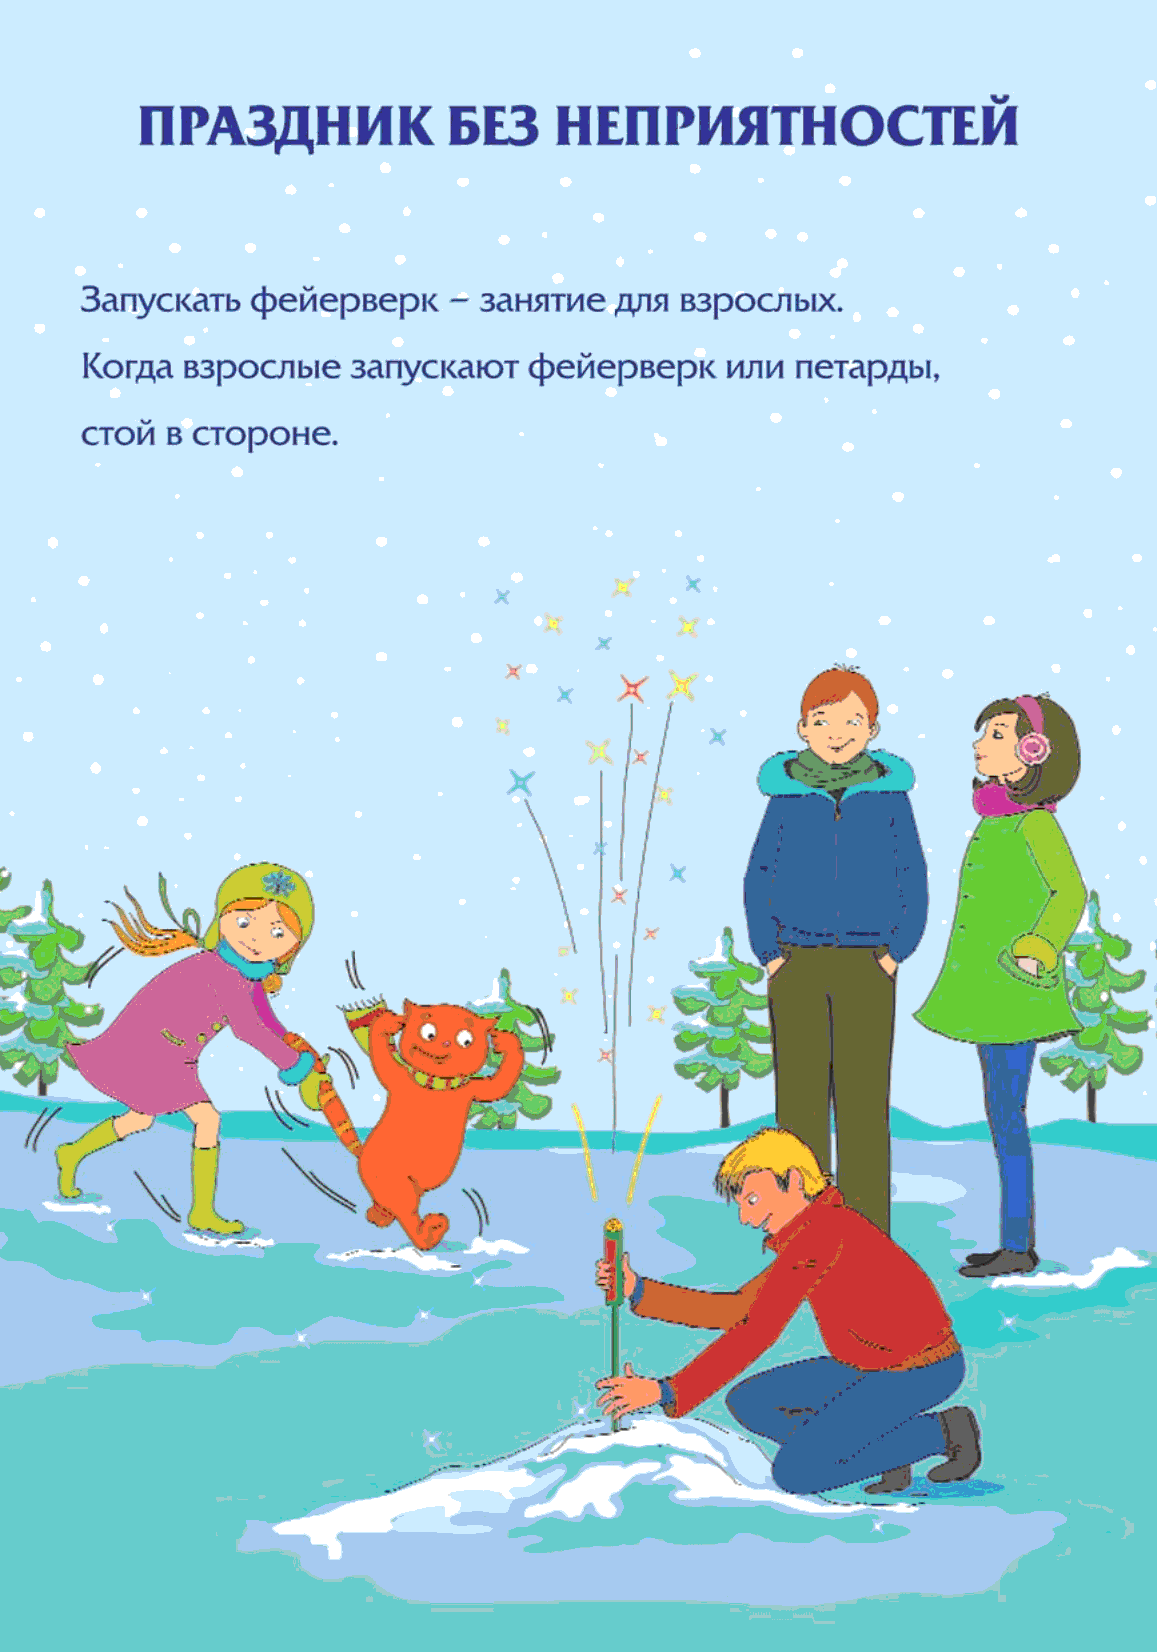 ПРАЗДНИК БЕЗ НЕПРИЯТНОСТЕЙ
Запускать фейерверк – занятие для взрослых.
Когда взрослые запускают фейерверк или петарды,
стой в стороне.